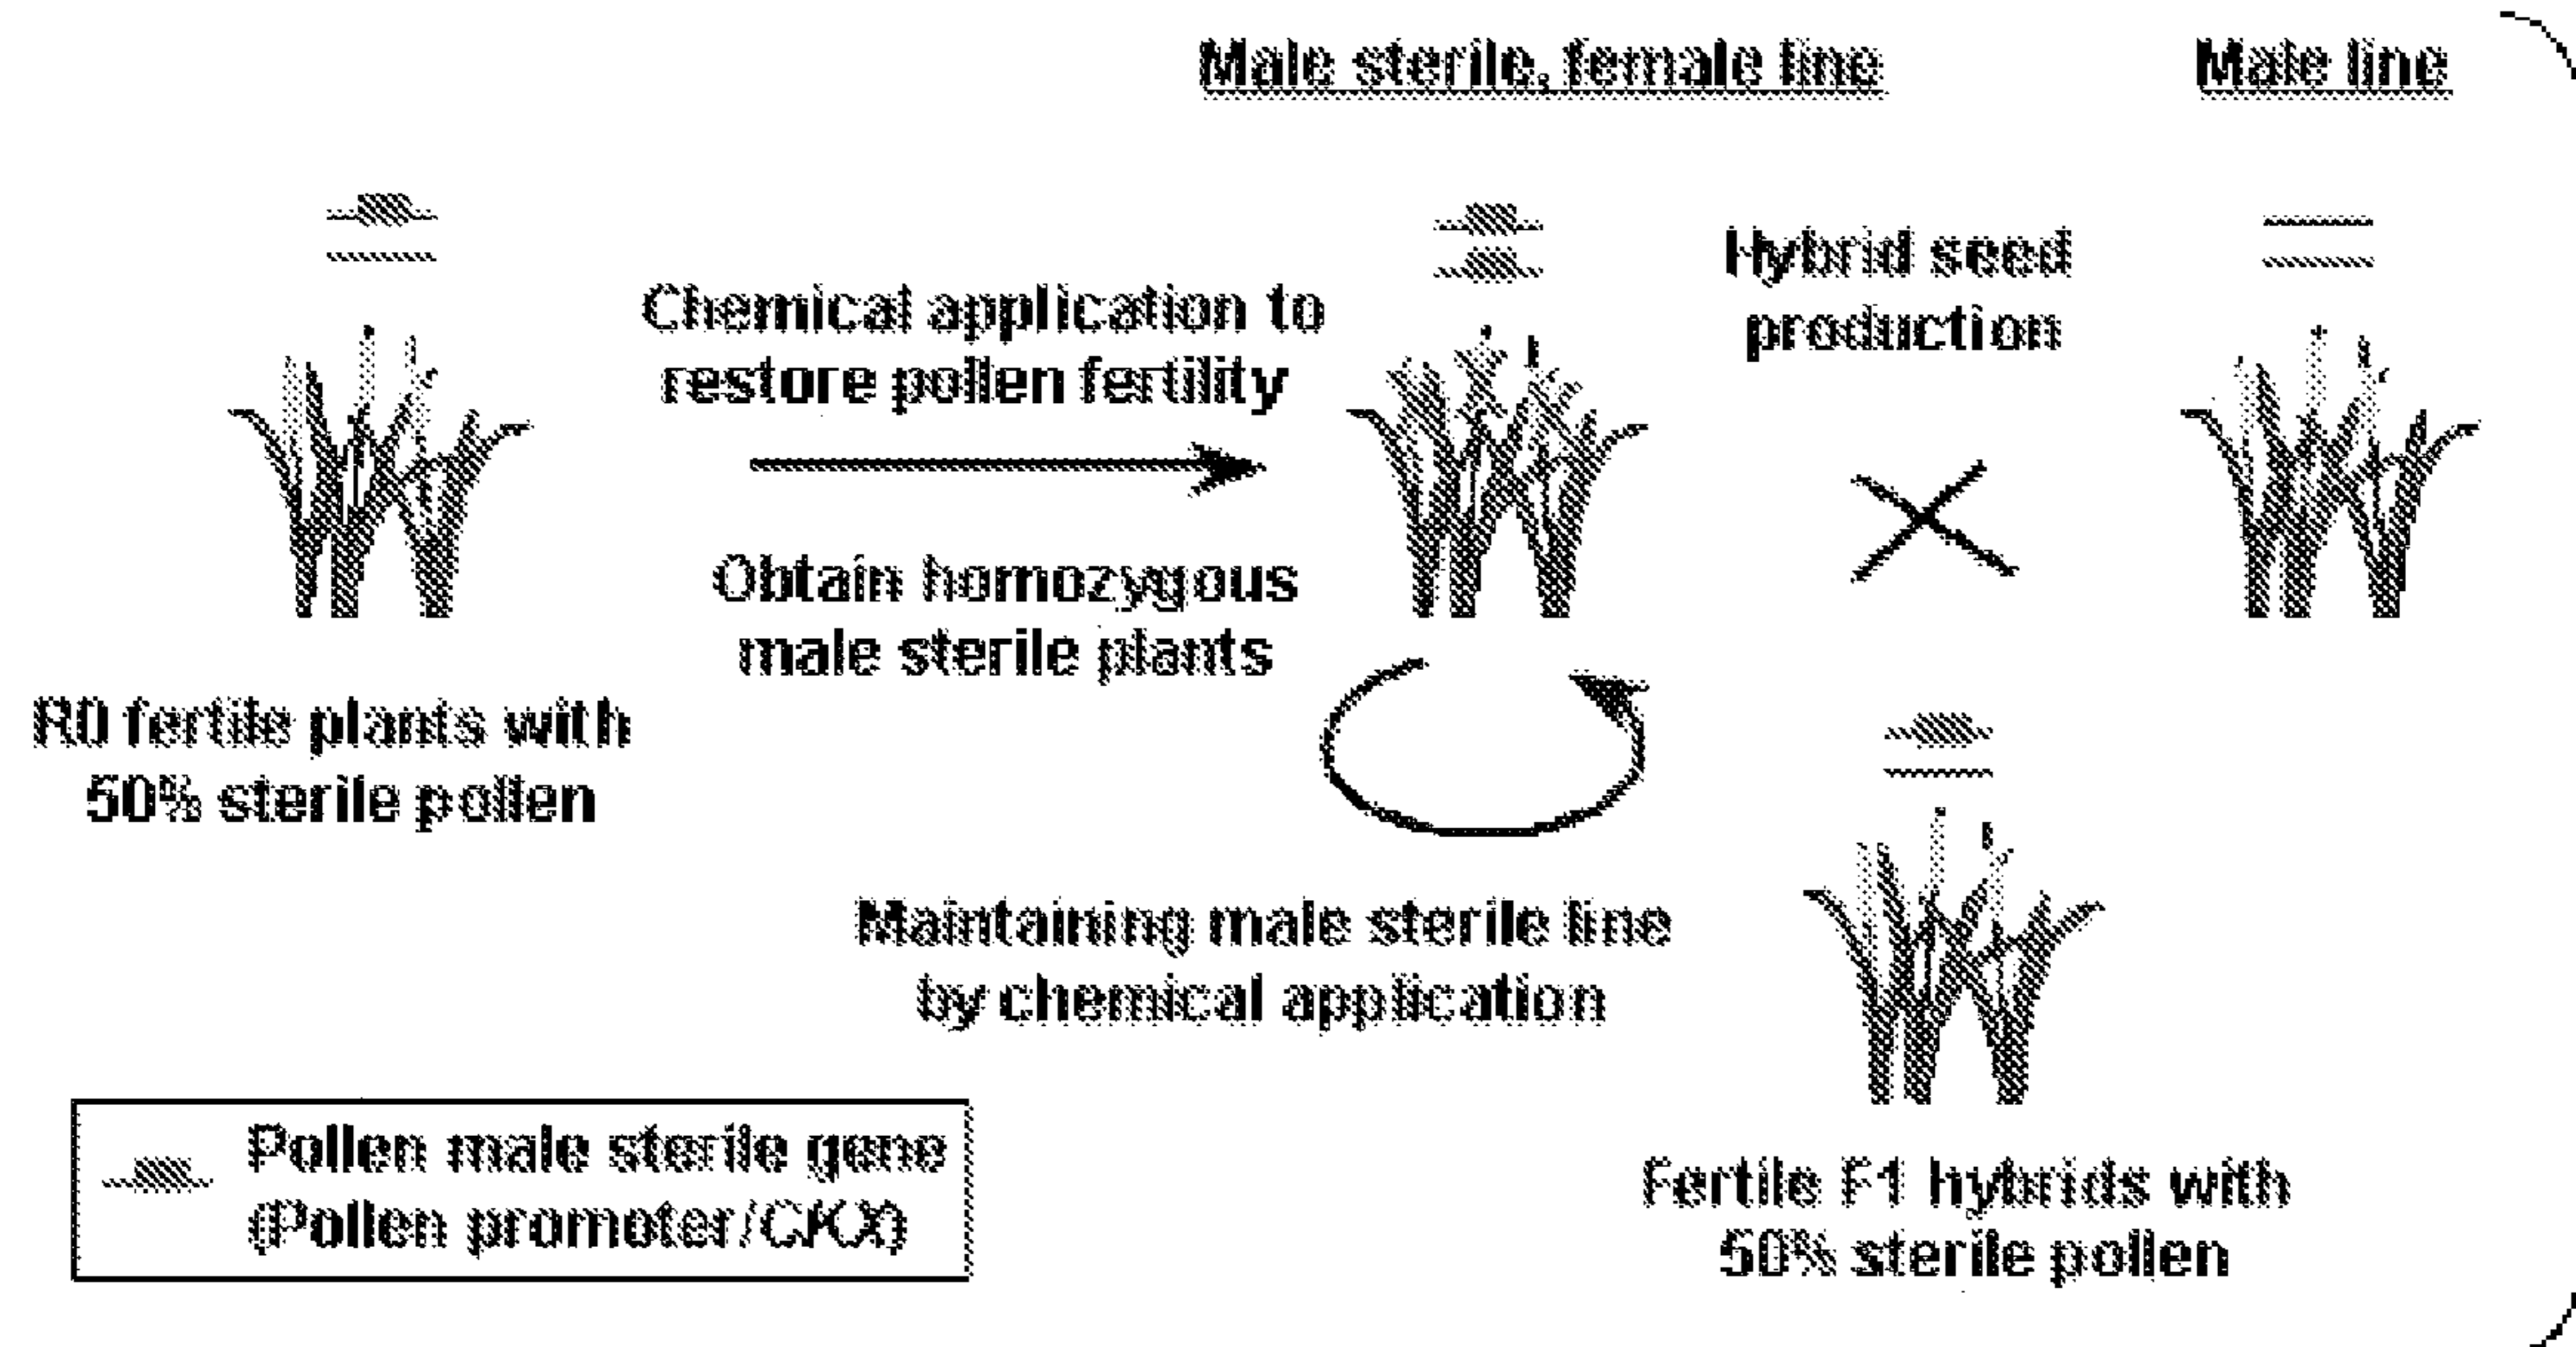 Male sterile, female line
Male line
Hybrid seed
production
Chemical application to
restore pollen fertility
Obtain homozygous
male sterile plants
R0 fertile plants with
50% sterile pollen
Maintaining male sterile line
by chemical application
Pollen male sterile gene
(Pollen promoter/CKX)
Fertile F1 hybrids with
50% sterile pollen